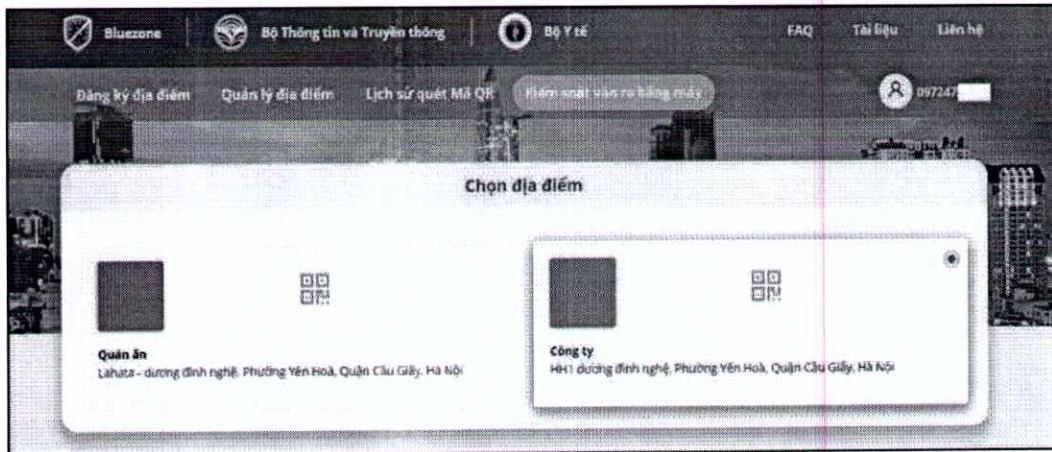 Bluezone
Bộ Thông tin và Truyền thông
Bộ Y tế
FAQ
Tài liệu
Liên hệ
Đăng ký địa điểm
Quản lý địa điểm
Lịch sử quét Mã QR
Kiểm soát vào ra bằng máy
097247
Chọn địa điểm
Quán ăn
Lahata - dương đình nghệ, Phường Yên Hoà, Quận Cầu Giấy, Hà Nội
Công ty
HH1 dương đình nghệ, Phường Yên Hoà, Quận Cầu Giấy, Hà Nội